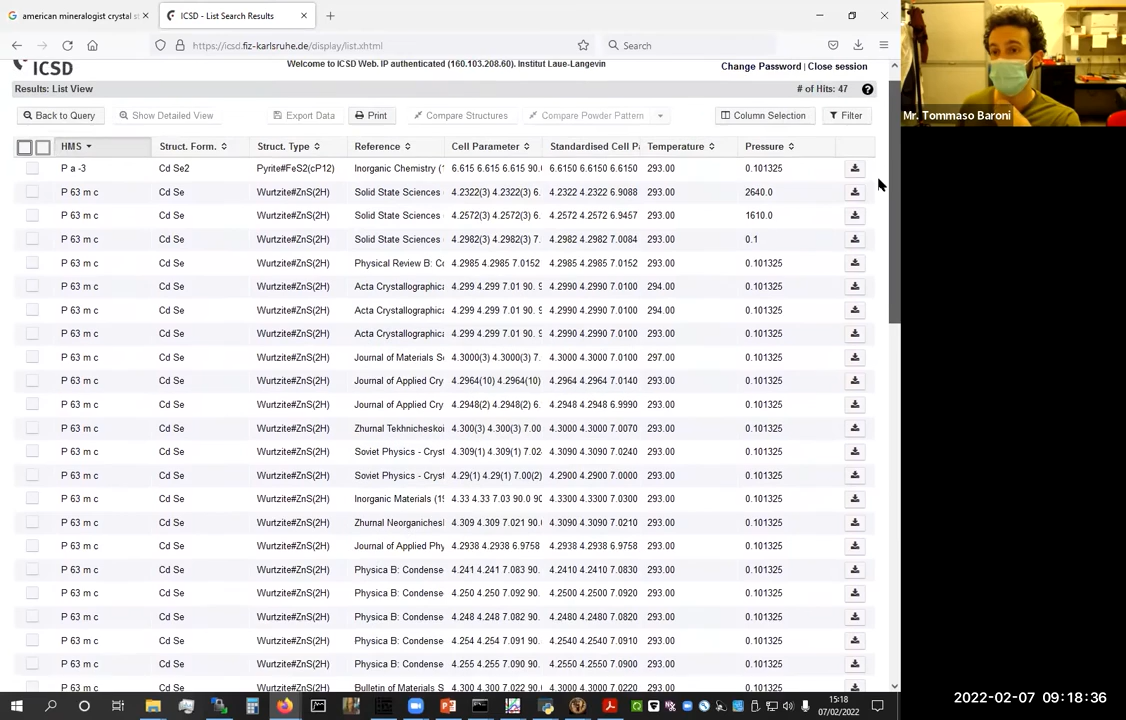 american mineralogist crystal s
ICSD - List Search Results
https://icsd.fiz-karlsruhe.de/display/list.xhtml
Search
ICSD
Welcome to ICSD Web. IP authenticated (160.103.208.60). Institut Laue-Langevin
Change Password | Close session
Results: List View
# of Hits: 47
Back to Query Show Detailed View Export Data Print Compare Structures Compare Powder Pattern Column Selection Filter
HMS Struct. Form. Struct. Type Reference Cell Parameter Standardised Cell Pa Temperature Pressure
P a -3 Cd Se2 Pyrite#FeS2(cP12) Inorganic Chemistry (1 6.615 6.615 6.615 90.0 6.6150 6.6150 6.6150 293.00 0.101325
P 63 m c Cd Se Wurtzite#ZnS(2H) Solid State Sciences 4.2322(3) 4.2322(3) 6. 4.2322 4.2322 6.9088 293.00 2640.0
P 63 m c Cd Se Wurtzite#ZnS(2H) Solid State Sciences 4.2572(3) 4.2572(3) 6. 4.2572 4.2572 6.9457 293.00 1610.0
P 63 m c Cd Se Wurtzite#ZnS(2H) Solid State Sciences 4.2982(3) 4.2982(3) 7. 4.2982 4.2982 7.0084 293.00 0.1
P 63 m c Cd Se Wurtzite#ZnS(2H) Physical Review B: Co 4.2985 4.2985 7.0152 4.2985 4.2985 7.0152 293.00 0.101325
P 63 m c Cd Se Wurtzite#ZnS(2H) Acta Crystallographica 4.299 4.299 7.01 90. 9 4.2990 4.2990 7.0100 294.00 0.101325
P 63 m c Cd Se Wurtzite#ZnS(2H) Acta Crystallographica 4.299 4.299 7.01 90. 9 4.2990 4.2990 7.0100 294.00 0.101325
P 63 m c Cd Se Wurtzite#ZnS(2H) Acta Crystallographica 4.299 4.299 7.01 90. 9 4.2990 4.2990 7.0100 293.00 0.101325
P 63 m c Cd Se Wurtzite#ZnS(2H) Journal of Materials Sc 4.3000(3) 4.3000(3) 7. 4.3000 4.3000 7.0100 297.00 0.101325
P 63 m c Cd Se Wurtzite#ZnS(2H) Journal of Applied Cry 4.2964(10) 4.2964(10) 4.2964 4.2964 7.0140 293.00 0.101325
P 63 m c Cd Se Wurtzite#ZnS(2H) Journal of Applied Cry 4.2948(2) 4.2948(2) 6. 4.2948 4.2948 6.9990 293.00 0.101325
P 63 m c Cd Se Wurtzite#ZnS(2H) Zhurnal Tekhnicheskoi 4.300(3) 4.300(3) 7.00 4.3000 4.3000 7.0070 293.00 0.101325
P 63 m c Cd Se Wurtzite#ZnS(2H) Soviet Physics - Cryst 4.309(1) 4.309(1) 7.02 4.3090 4.3090 7.0240 293.00 0.101325
P 63 m c Cd Se Wurtzite#ZnS(2H) Soviet Physics - Cryst 4.29(1) 4.29(1) 7.00(2) 4.2900 4.2900 7.0000 293.00 0.101325
P 63 m c Cd Se Wurtzite#ZnS(2H) Inorganic Materials (19 4.33 4.33 7.03 90.0 90 4.3300 4.3300 7.0300 293.00 0.101325
P 63 m c Cd Se Wurtzite#ZnS(2H) Zhurnal Neorganiches 4.309 4.309 7.021 90. 4.3090 4.3090 7.0210 293.00 0.101325
P 63 m c Cd Se Wurtzite#ZnS(2H) Journal of Applied Phy 4.2938 4.2938 6.9758 4.2938 4.2938 6.9758 293.00 0.101325
P 63 m c Cd Se Wurtzite#ZnS(2H) Physica B: Condense 4.241 4.241 7.083 90. 4.2410 4.2410 7.0830 293.00 0.101325
P 63 m c Cd Se Wurtzite#ZnS(2H) Physica B: Condense 4.250 4.250 7.092 90. 4.2500 4.2500 7.0920 293.00 0.101325
P 63 m c Cd Se Wurtzite#ZnS(2H) Physica B: Condense 4.248 4.248 7.092 90. 4.2480 4.2480 7.0920 293.00 0.101325
P 63 m c Cd Se Wurtzite#ZnS(2H) Physica B: Condense 4.254 4.254 7.091 90. 4.2540 4.2540 7.0910 293.00 0.101325
P 63 m c Cd Se Wurtzite#ZnS(2H) Physica B: Condense 4.255 4.255 7.090 90. 4.2550 4.2550 7.0900 293.00 0.101325
P 63 m c Cd Se Wurtzite#ZnS(2H) Bulletin of Materials S 4.300 4.300 7.022 90. 4.3000 4.3000 7.0220 293.00 0.101325
Mr. Tommaso Baroni
15:18
07/02/2022
2022-02-07 09:18:36